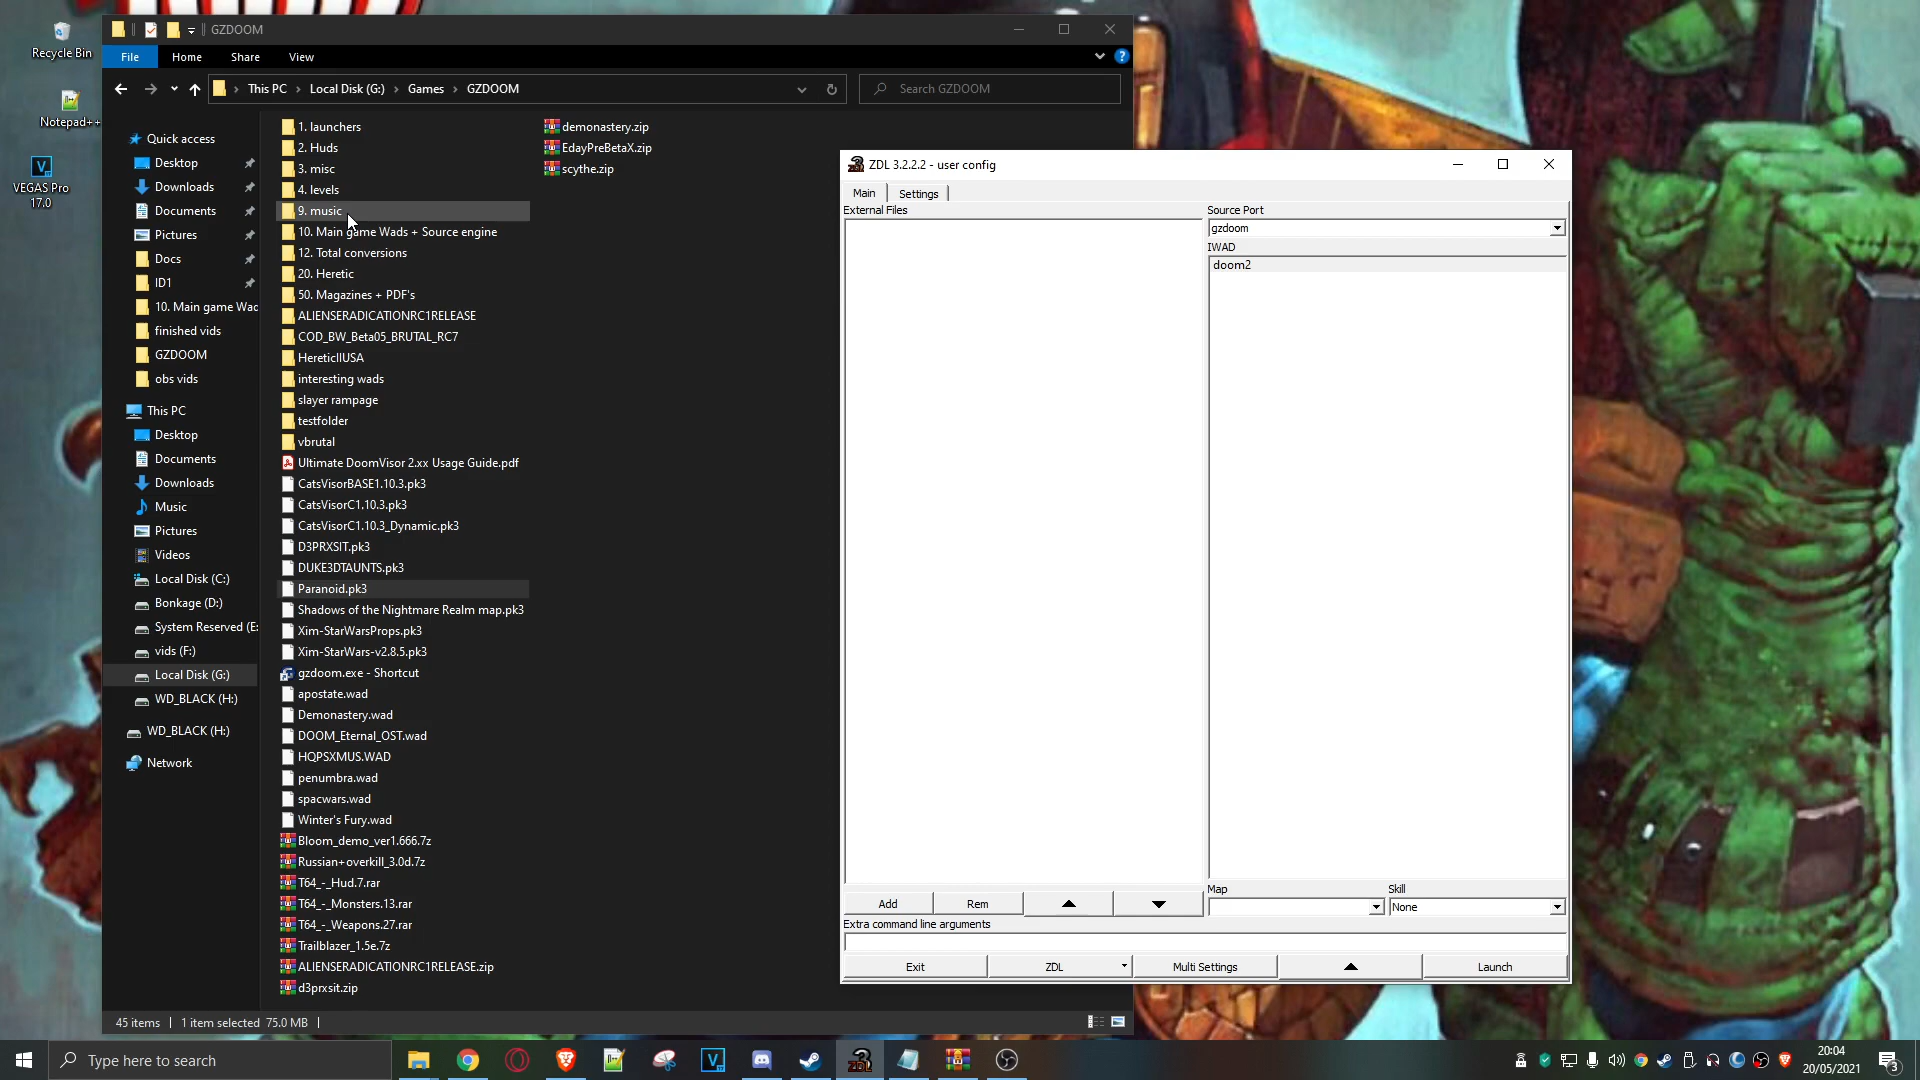 Recycle Bin
Notepad++
VEGAS Pro
17.0
GZDOOM
File
Home
Share
View
?
This PC
Local Disk (G:)
Games
GZDOOM
Search GZDOOM
Quick access
Desktop
Downloads
Documents
Pictures
Docs
ID1
10. Main game Wac
finished vids
GZDOOM
obs vids
This PC
Desktop
Documents
Downloads
Music
Pictures
Videos
Local Disk (C:)
Bonkage (D:)
System Reserved (E:
vids (F:)
Local Disk (G:)
WD_BLACK (H:)
WD_BLACK (H:)
Network
1. launchers
2. Huds
3. misc
4. levels
9. music
10. Main game Wads + Source engine
12. Total conversions
20. Heretic
50. Magazines + PDF's
ALIENSERADICATIONRC1RELEASE
COD_BW_Beta05_BRUTAL_RC7
HereticIIUSA
interesting wads
slayer rampage
testfolder
vbrutal
Ultimate DoomVisor 2.xx Usage Guide.pdf
CatsVisorBASE1.10.3.pk3
CatsVisorC1.10.3.pk3
CatsVisorC1.10.3_Dynamic.pk3
D3PRXSIT.pk3
DUKE3DTAUNTS.pk3
Paranoid.pk3
Shadows of the Nightmare Realm map.pk3
Xim-StarWarsProps.pk3
Xim-StarWars-v2.8.5.pk3
gzdoom.exe - Shortcut
apostate.wad
Demonastery.wad
DOOM_Eternal_OST.wad
HQPSXMUS.WAD
penumbra.wad
spacwars.wad
Winter's Fury.wad
Bloom_demo_ver1.666.7z
Russian+overkill_3.0d.7z
T64_-_Hud.7.rar
T64_-_Monsters.13.rar
T64_-_Weapons.27.rar
Trailblazer_1.5e.7z
ALIENSERADICATIONRC1RELEASE.zip
d3prxsit.zip
demonastery.zip
EdayPreBetaX.zip
scythe.zip
45 items
1 item selected 75.0 MB
ZDL 3.2.2.2 - user config
Main
Settings
External Files
Source Port
gzdoom
IWAD
doom2
Add
Rem
Map
Skill
None
Extra command line arguments
Exit
ZDL
Multi Settings
Launch
Type here to search
20:04
20/05/2021
3